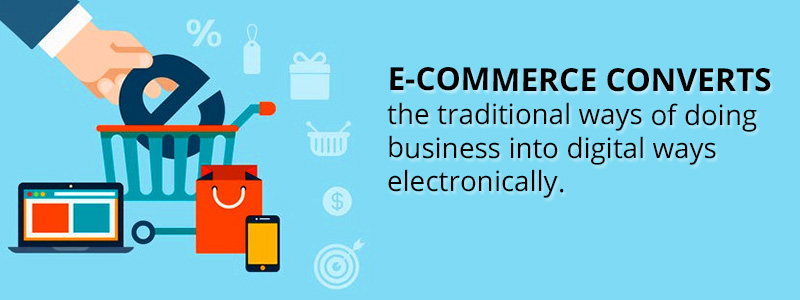 %
e
$
E-COMMERCE CONVERTS
the traditional ways of doing
business into digital ways
electronically.